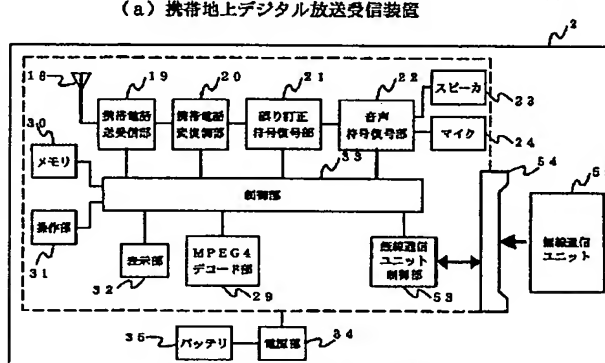 (a) 携帯地上デジタル放送受信装置
2
18
19
20
21
22
スピーカ
23
携帯電話
送受信部
携帯電話
変復調部
誤り訂正
符号復号部
音声
符号復号部
マイク
24
30
メモリ
33
制御部
54
無線通信
ユニット
操作部
31
表示部
32
MPEG4
デコード部
29
無線通信
ユニット
制御部
53
35
バッテリ
電源部
34